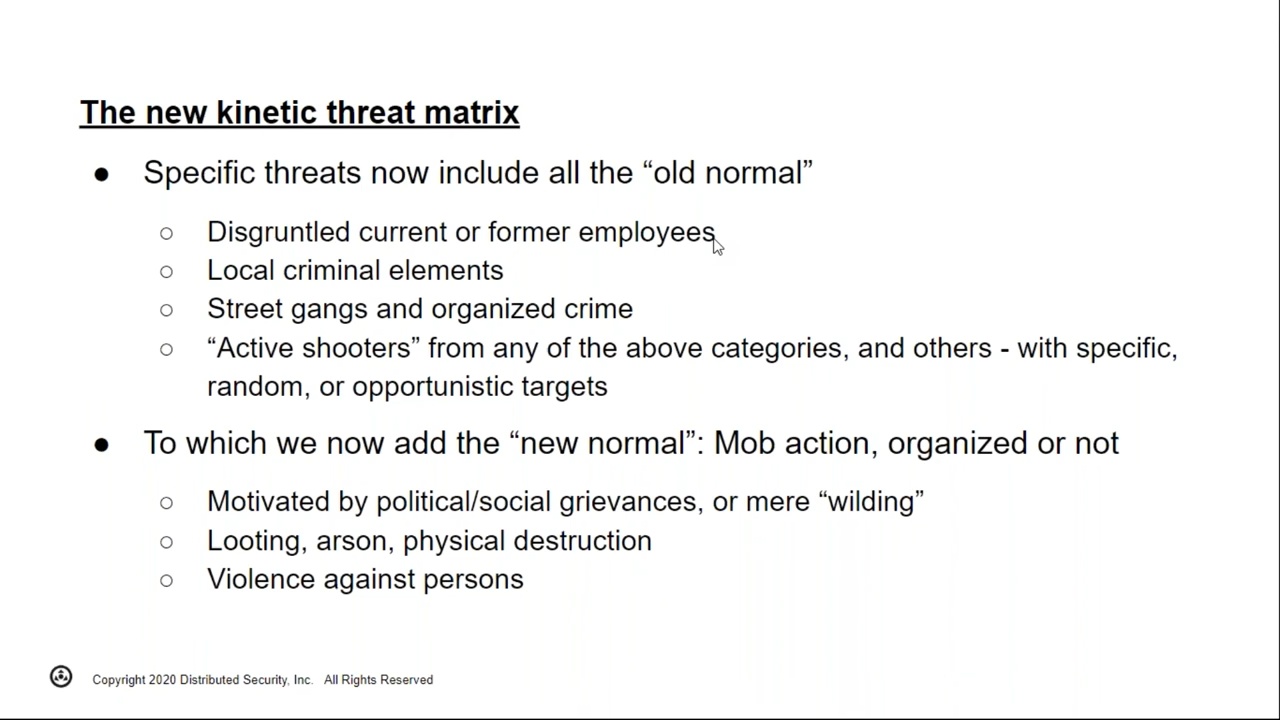 The new kinetic threat matrix
● Specific threats now include all the “old normal”
○ Disgruntled current or former employees
○ Local criminal elements
○ Street gangs and organized crime
○ “Active shooters” from any of the above categories, and others - with specific,
random, or opportunistic targets
● To which we now add the “new normal”: Mob action, organized or not
○ Motivated by political/social grievances, or mere “wilding”
○ Looting, arson, physical destruction
○ Violence against persons
Copyright 2020 Distributed Security, Inc. All Rights Reserved